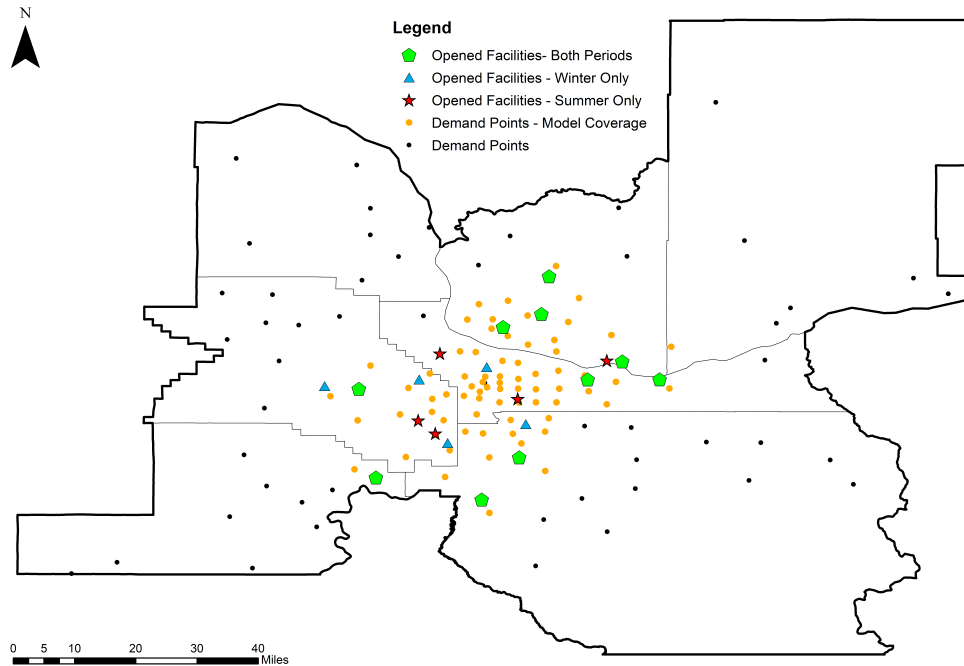 N
Legend
Opened Facilities- Both Periods
Opened Facilities - Winter Only
Opened Facilities - Summer Only
Demand Points - Model Coverage
Demand Points
0 5 10 20 30 40
Miles